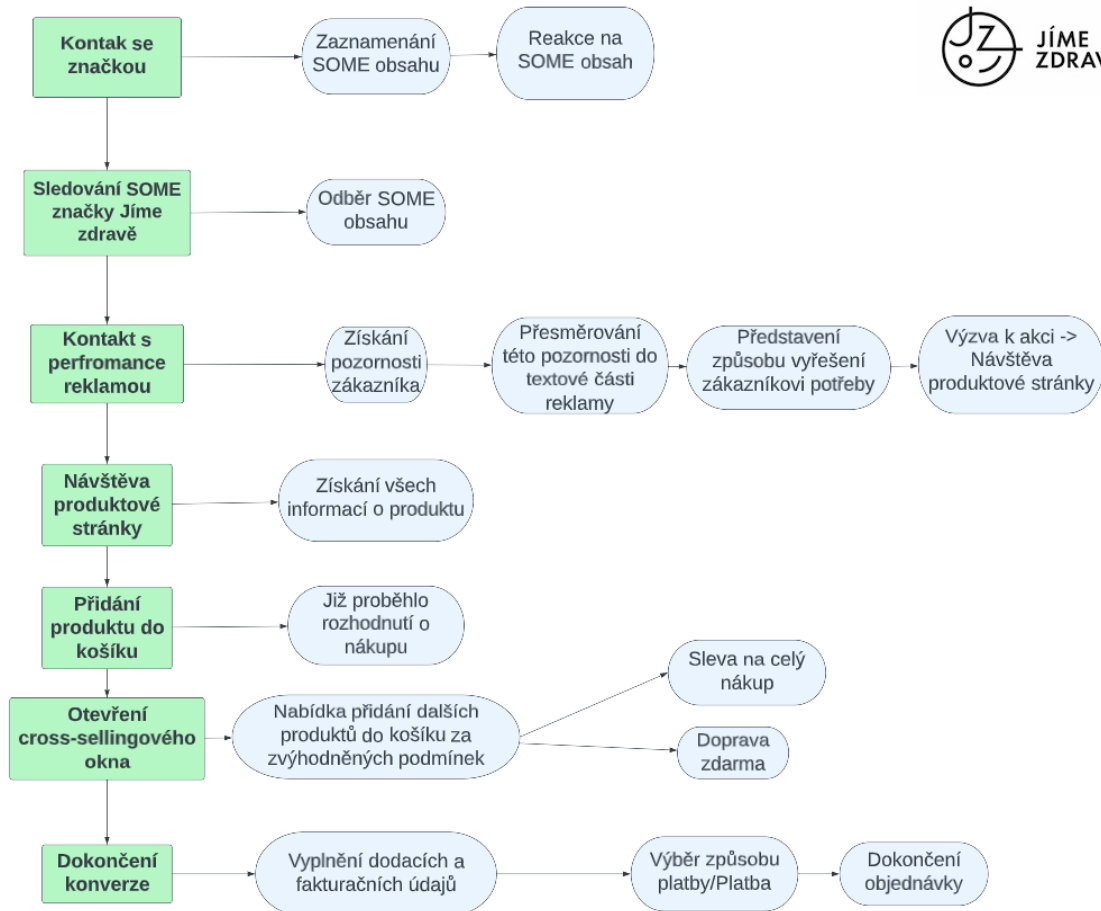 Kontak se
značkou
Zaznamenání
SOME obsahu
Reakce na
SOME obsah
JÍME
Sledování SOME
značky Jíme
zdravě
Odběr SOME
obsahu
Kontakt s
perfromance
reklamou
Získání
pozornosti
zákazníka
Přesměrování
této pozornosti do
textové části
reklamy
Představení
způsobu vyřešení
zákazníkovi potřeby
Výzva k akci ->
Návštěva
produktové stránky
Návštěva
produktové
stránky
Získání všech
informací o produktu
Přidání
produktu do
košíku
Již proběhlo
rozhodnutí o
nákupu
Otevření
cross-sellingového
okna
Nabídka přidání dalších
produktů do košíku za
zvýhodněných podmínek
Sleva na celý
nákup
Doprava
zdarma
Dokončení
konverze
Vyplnění dodacích a
fakturačních údajů
Výběr způsobu
platby/Platba
Dokončení
objednávky